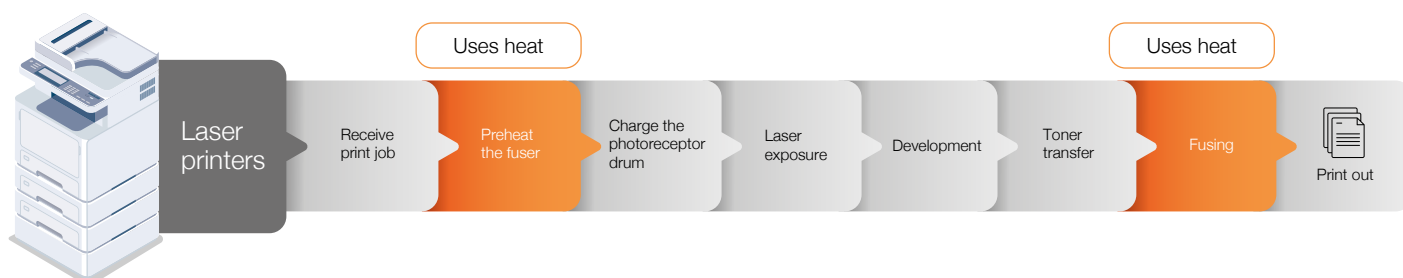 Uses heat
Uses heat
Laser
printers
Receive
print job
Preheat
the fuser
Charge the
photoreceptor
drum
Laser
exposure
Development
Toner
transfer
Fusing
Print out